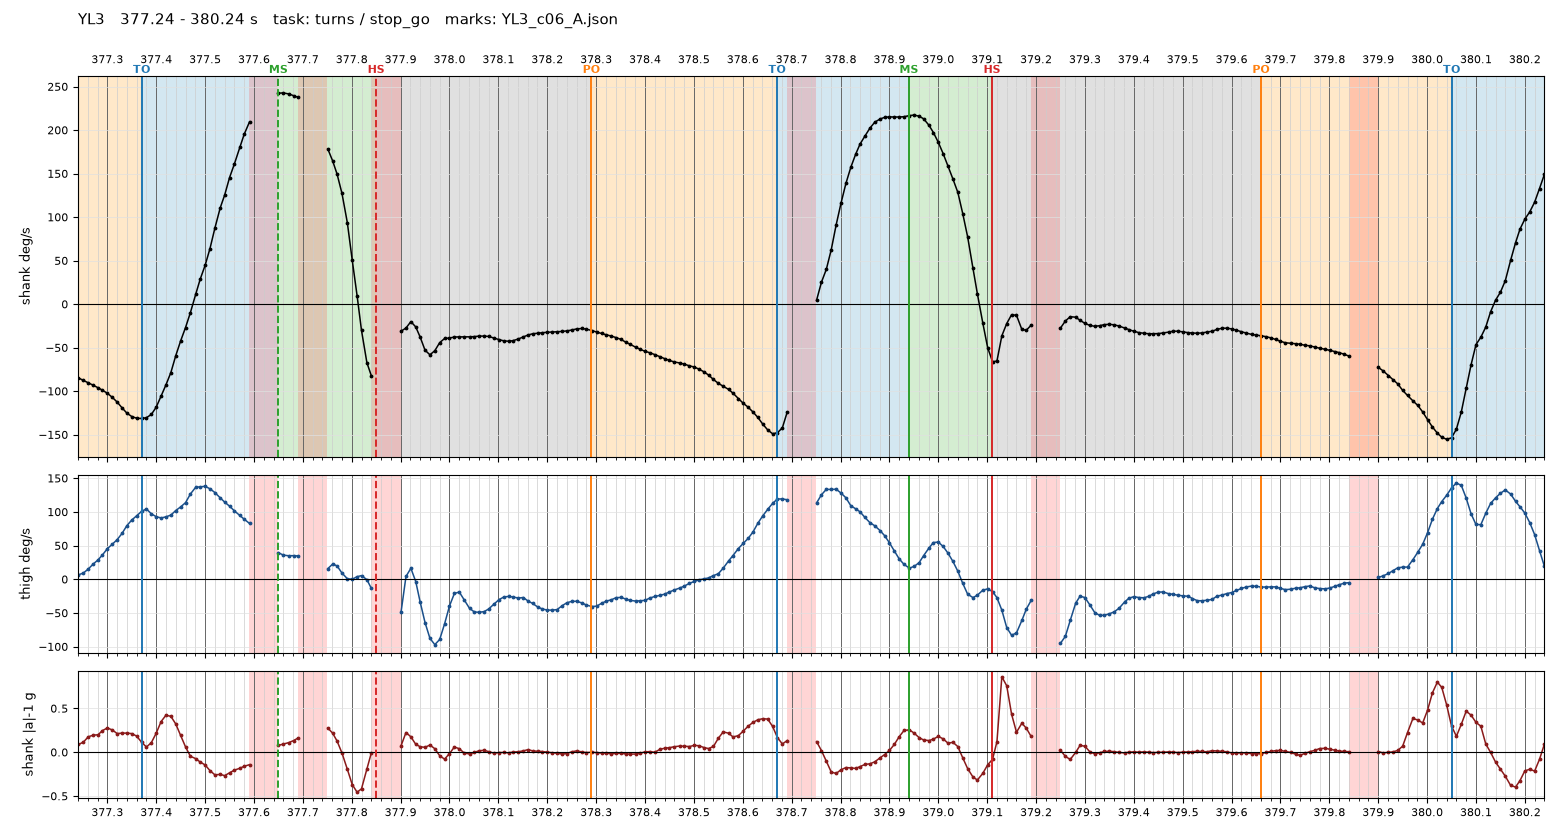 YL3   377.24 - 380.24 s   task: turns / stop_go   marks: YL3_c06_A.json
377.3 377.4 377.5 377.6 377.7 377.8 377.9 378.0 378.1 378.2 378.3 378.4 378.5 378.6 378.7 378.8 378.9 379.0 379.1 379.2 379.3 379.4 379.5 379.6 379.7 379.8 379.9 380.0 380.1 380.2
TO MS HS PO TO MS HS PO TO
shank deg/s
250
200
150
100
50
0
−50
−100
−150
thigh deg/s
150
100
50
0
−50
−100
shank |a|-1 g
0.5
0.0
−0.5
377.3 377.4 377.5 377.6 377.7 377.8 377.9 378.0 378.1 378.2 378.3 378.4 378.5 378.6 378.7 378.8 378.9 379.0 379.1 379.2 379.3 379.4 379.5 379.6 379.7 379.8 379.9 380.0 380.1 380.2